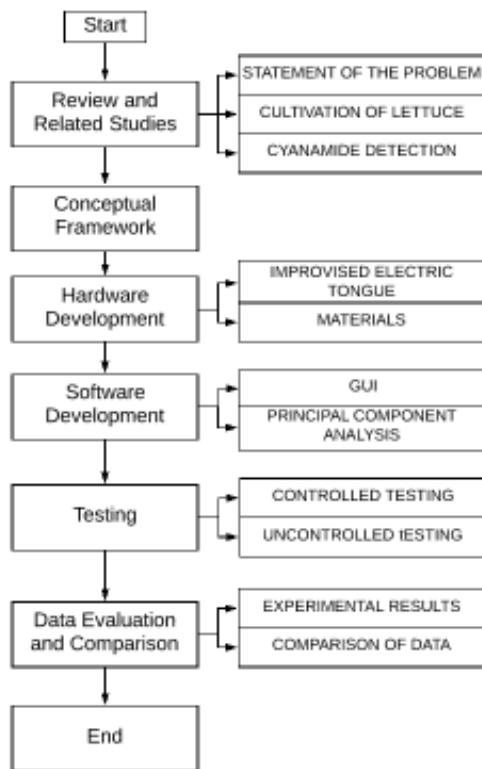 Start
Review and
Related Studies
STATEMENT OF THE PROBLEM
CULTIVATION OF LETTUCE
CYANAMIDE DETECTION
Conceptual
Framework
Hardware
Development
IMPROVISED ELECTRIC
TONGUE
MATERIALS
Software
Development
GUI
PRINCIPAL COMPONENT
ANALYSIS
Testing
CONTROLLED TESTING
UNCONTROLLED tESTING
Data Evaluation
and Comparison
EXPERIMENTAL RESULTS
COMPARISON OF DATA
End